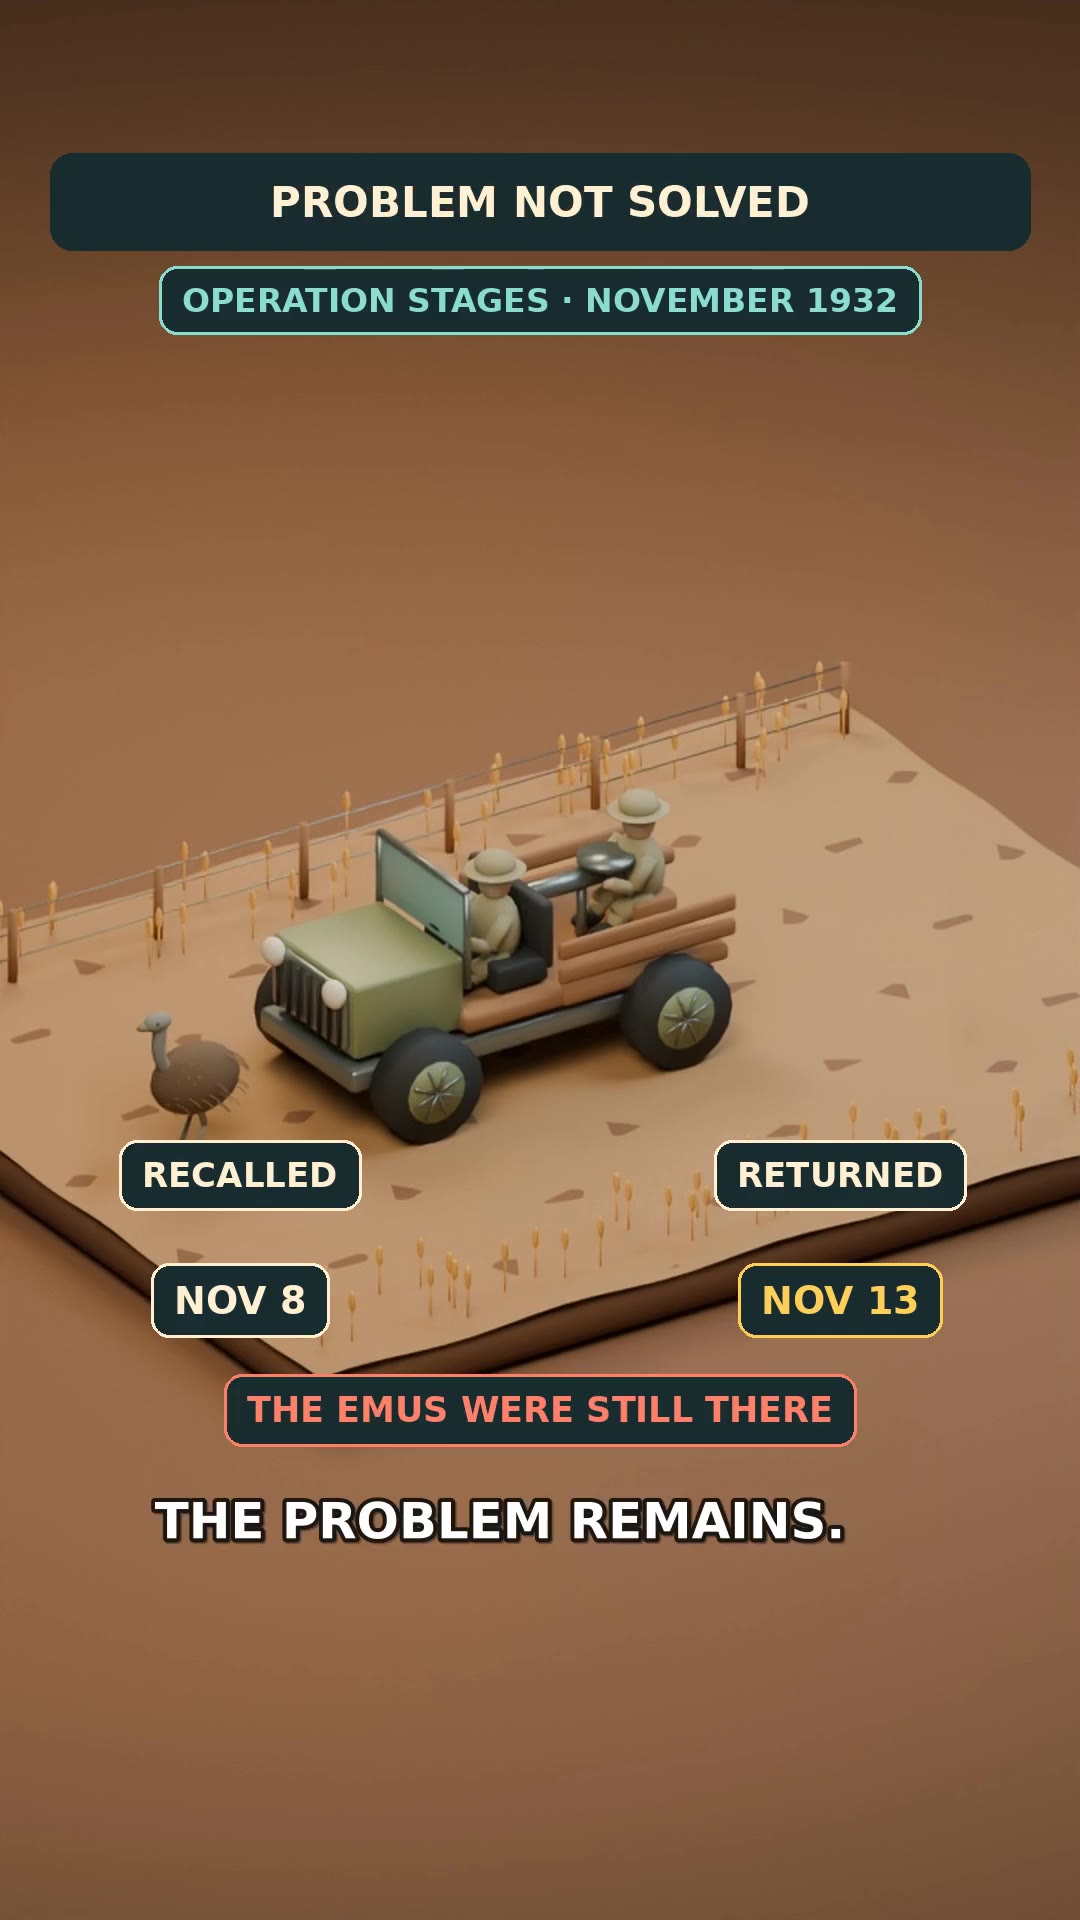 PROBLEM NOT SOLVED
OPERATION STAGES · NOVEMBER 1932
RECALLED
RETURNED
NOV 8
NOV 13
THE EMUS WERE STILL THERE
THE PROBLEM REMAINS.